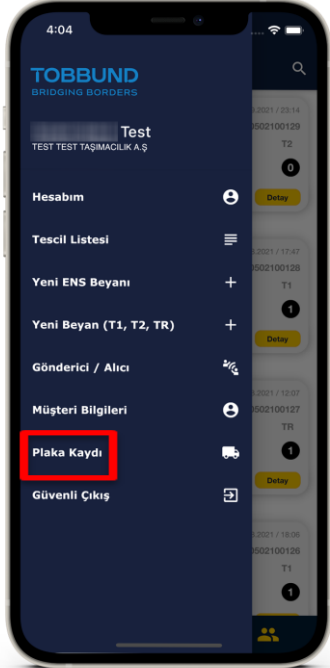 4:04
TOBBUND
BRIDGING BORDERS
Test
TEST TEST TAŞIMACILIK A.Ş
Hesabım
Tescil Listesi
Yeni ENS Beyanı
Yeni Beyan (T1, T2, TR)
Gönderici / Alıcı
Müşteri Bilgileri
Plaka Kaydı
Güvenli Çıkış
.2021 / 23:14
0502100129
T2
0
Detay
.2021 / 17:47
0502100128
T1
1
Detay
.2021 / 12:07
0502100127
TR
1
Detay
.2021 / 18:06
0502100126
T1
1